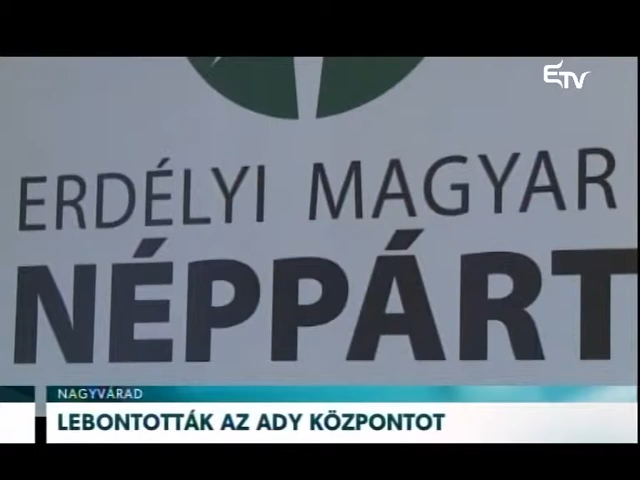 ETV
ERDÉLYI MAGYAR
NÉPPÁRT
NAGYVÁRAD
LEBONTOTTÁK AZ ADY KÖZPONTOT